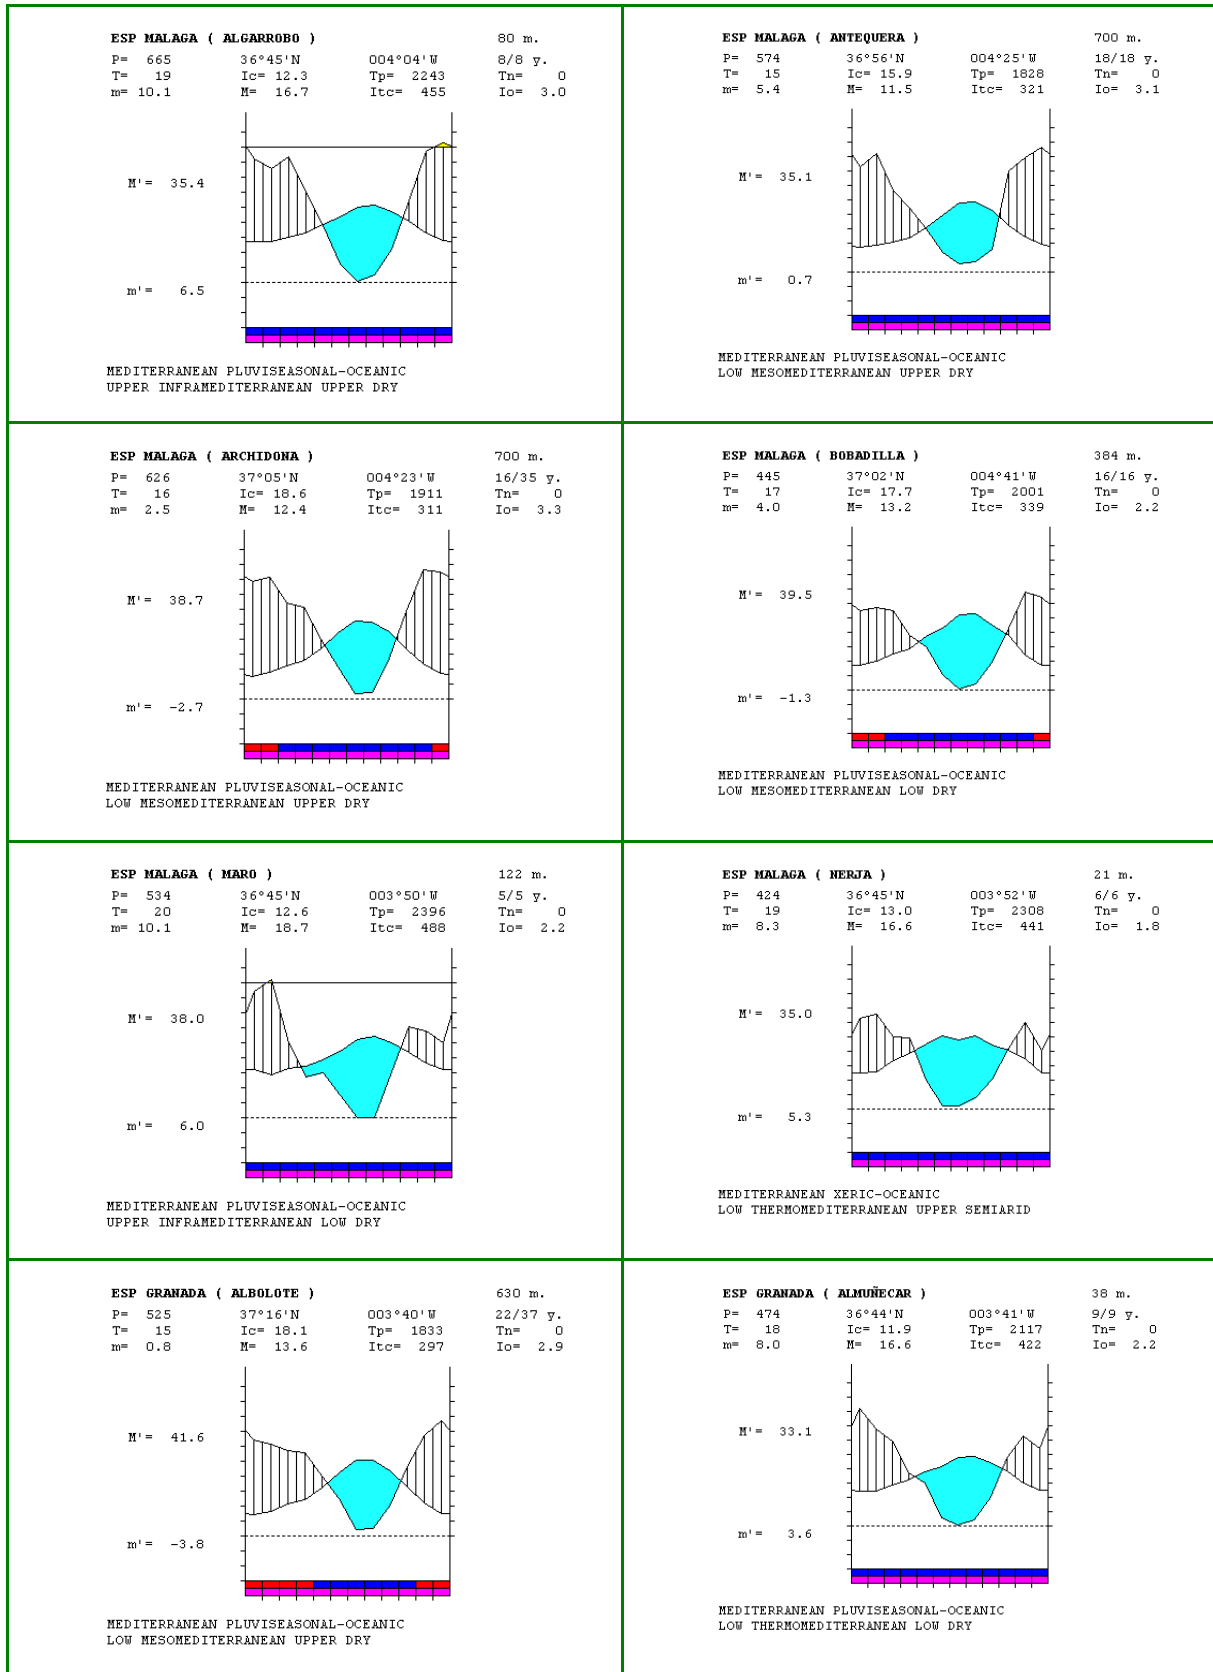 ESP MALAGA ( ALGARROBO ) 80 m.
P= 665 36°45'N 004°04'W 8/8 y.
T= 19 Ic= 12.3 Tp= 2243 Tn= 0
m= 10.1 M= 16.7 Itc= 455 Io= 3.0
M'= 35.4
m'= 6.5
MEDITERRANEAN PLUVISEASONAL-OCEANIC
UPPER INFRAMEDITERRANEAN UPPER DRY
ESP MALAGA ( ANTEQUERA ) 700 m.
P= 574 36°56'N 004°25'W 18/18 y.
T= 15 Ic= 15.9 Tp= 1828 Tn= 0
m= 5.4 M= 11.5 Itc= 321 Io= 3.1
M'= 35.1
m'= 0.7
MEDITERRANEAN PLUVISEASONAL-OCEANIC
LOW MESOMEDITERRANEAN UPPER DRY
ESP MALAGA ( ARCHIDONA ) 700 m.
P= 626 37°05'N 004°23'W 16/35 y.
T= 16 Ic= 18.6 Tp= 1911 Tn= 0
m= 2.5 M= 12.4 Itc= 311 Io= 3.3
M'= 38.7
m'= -2.7
MEDITERRANEAN PLUVISEASONAL-OCEANIC
LOW MESOMEDITERRANEAN UPPER DRY
ESP MALAGA ( BOBADILLA ) 384 m.
P= 445 37°02'N 004°41'W 16/16 y.
T= 17 Ic= 17.7 Tp= 2001 Tn= 0
m= 4.0 M= 13.2 Itc= 339 Io= 2.2
M'= 39.5
m'= -1.3
MEDITERRANEAN PLUVISEASONAL-OCEANIC
LOW MESOMEDITERRANEAN LOW DRY
ESP MALAGA ( MARO ) 122 m.
P= 534 36°45'N 003°50'W 5/5 y.
T= 20 Ic= 12.6 Tp= 2396 Tn= 0
m= 10.1 M= 18.7 Itc= 488 Io= 2.2
M'= 38.0
m'= 6.0
MEDITERRANEAN PLUVISEASONAL-OCEANIC
UPPER INFRAMEDITERRANEAN LOW DRY
ESP MALAGA ( NERJA ) 21 m.
P= 424 36°45'N 003°52'W 6/6 y.
T= 19 Ic= 13.0 Tp= 2308 Tn= 0
m= 8.3 M= 16.6 Itc= 441 Io= 1.8
M'= 35.0
m'= 5.3
MEDITERRANEAN XERIC-OCEANIC
LOW THERMOMEDITERRANEAN UPPER SEMIARID
ESP GRANADA ( ALBOLOTE ) 630 m.
P= 525 37°16'N 003°40'W 22/37 y.
T= 15 Ic= 18.1 Tp= 1833 Tn= 0
m= 0.8 M= 13.6 Itc= 297 Io= 2.9
M'= 41.6
m'= -3.8
MEDITERRANEAN PLUVISEASONAL-OCEANIC
LOW MESOMEDITERRANEAN UPPER DRY
ESP GRANADA ( ALMUÑECAR ) 38 m.
P= 474 36°44'N 003°41'W 9/9 y.
T= 18 Ic= 11.9 Tp= 2117 Tn= 0
m= 8.0 M= 16.6 Itc= 422 Io= 2.2
M'= 33.1
m'= 3.6
MEDITERRANEAN PLUVISEASONAL-OCEANIC
LOW THERMOMEDITERRANEAN LOW DRY